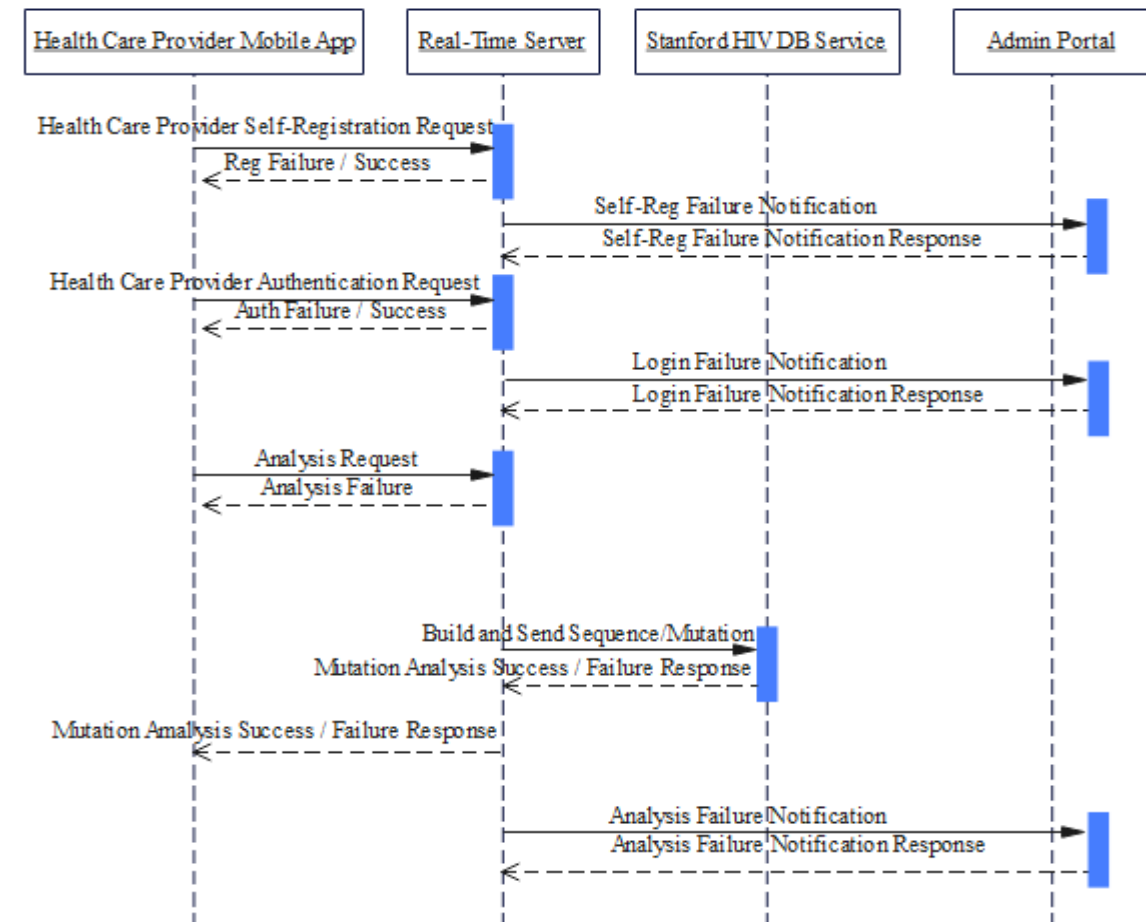 Health Care Provider Mobile App
Real-Time Server
Stanford HIV DB Service
Admin Portal
Health Care Provider Self-Registration Request
Reg Failure / Success
Self-Reg Failure Notification
Self-Reg Failure Notification Response
Health Care Provider Authentication Request
Auth Failure / Success
Login Failure Notification
Login Failure Notification Response
Analysis Request
Analysis Failure
Build and Send Sequence/Mutation
Mutation Analysis Success / Failure Response
Mutation Amalysis Success / Failure Response
Analysis Failure Notification
Analysis Failure Notification Response